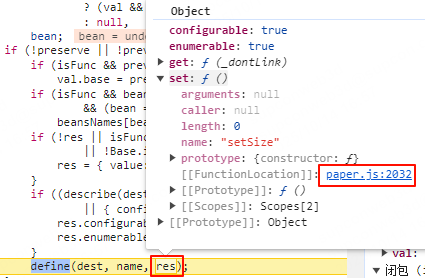 ? (val &&
: null,
bean; bean = unde
if (!preserve || !prev
if (isFunc && prev
val.base = prev
if (isFunc && bean
&& (bean =
beansNames[bea
}
if (!res || isFunc
|| !Base.i
res = { value:
}
if ((describe(dest
|| { config
res.configurab
res.enumerable
}
define(dest, name, res);
Object
configurable: true
enumerable: true
get: ƒ (_dontLink)
set: ƒ ()
arguments: null
caller: null
length: 0
name: "setSize"
prototype: {constructor: ƒ}
[[FunctionLocation]]: paper.js:2032
[[Prototype]]: ƒ ()
[[Scopes]]: Scopes[2]
[[Prototype]]: Object
val:
闭包 (